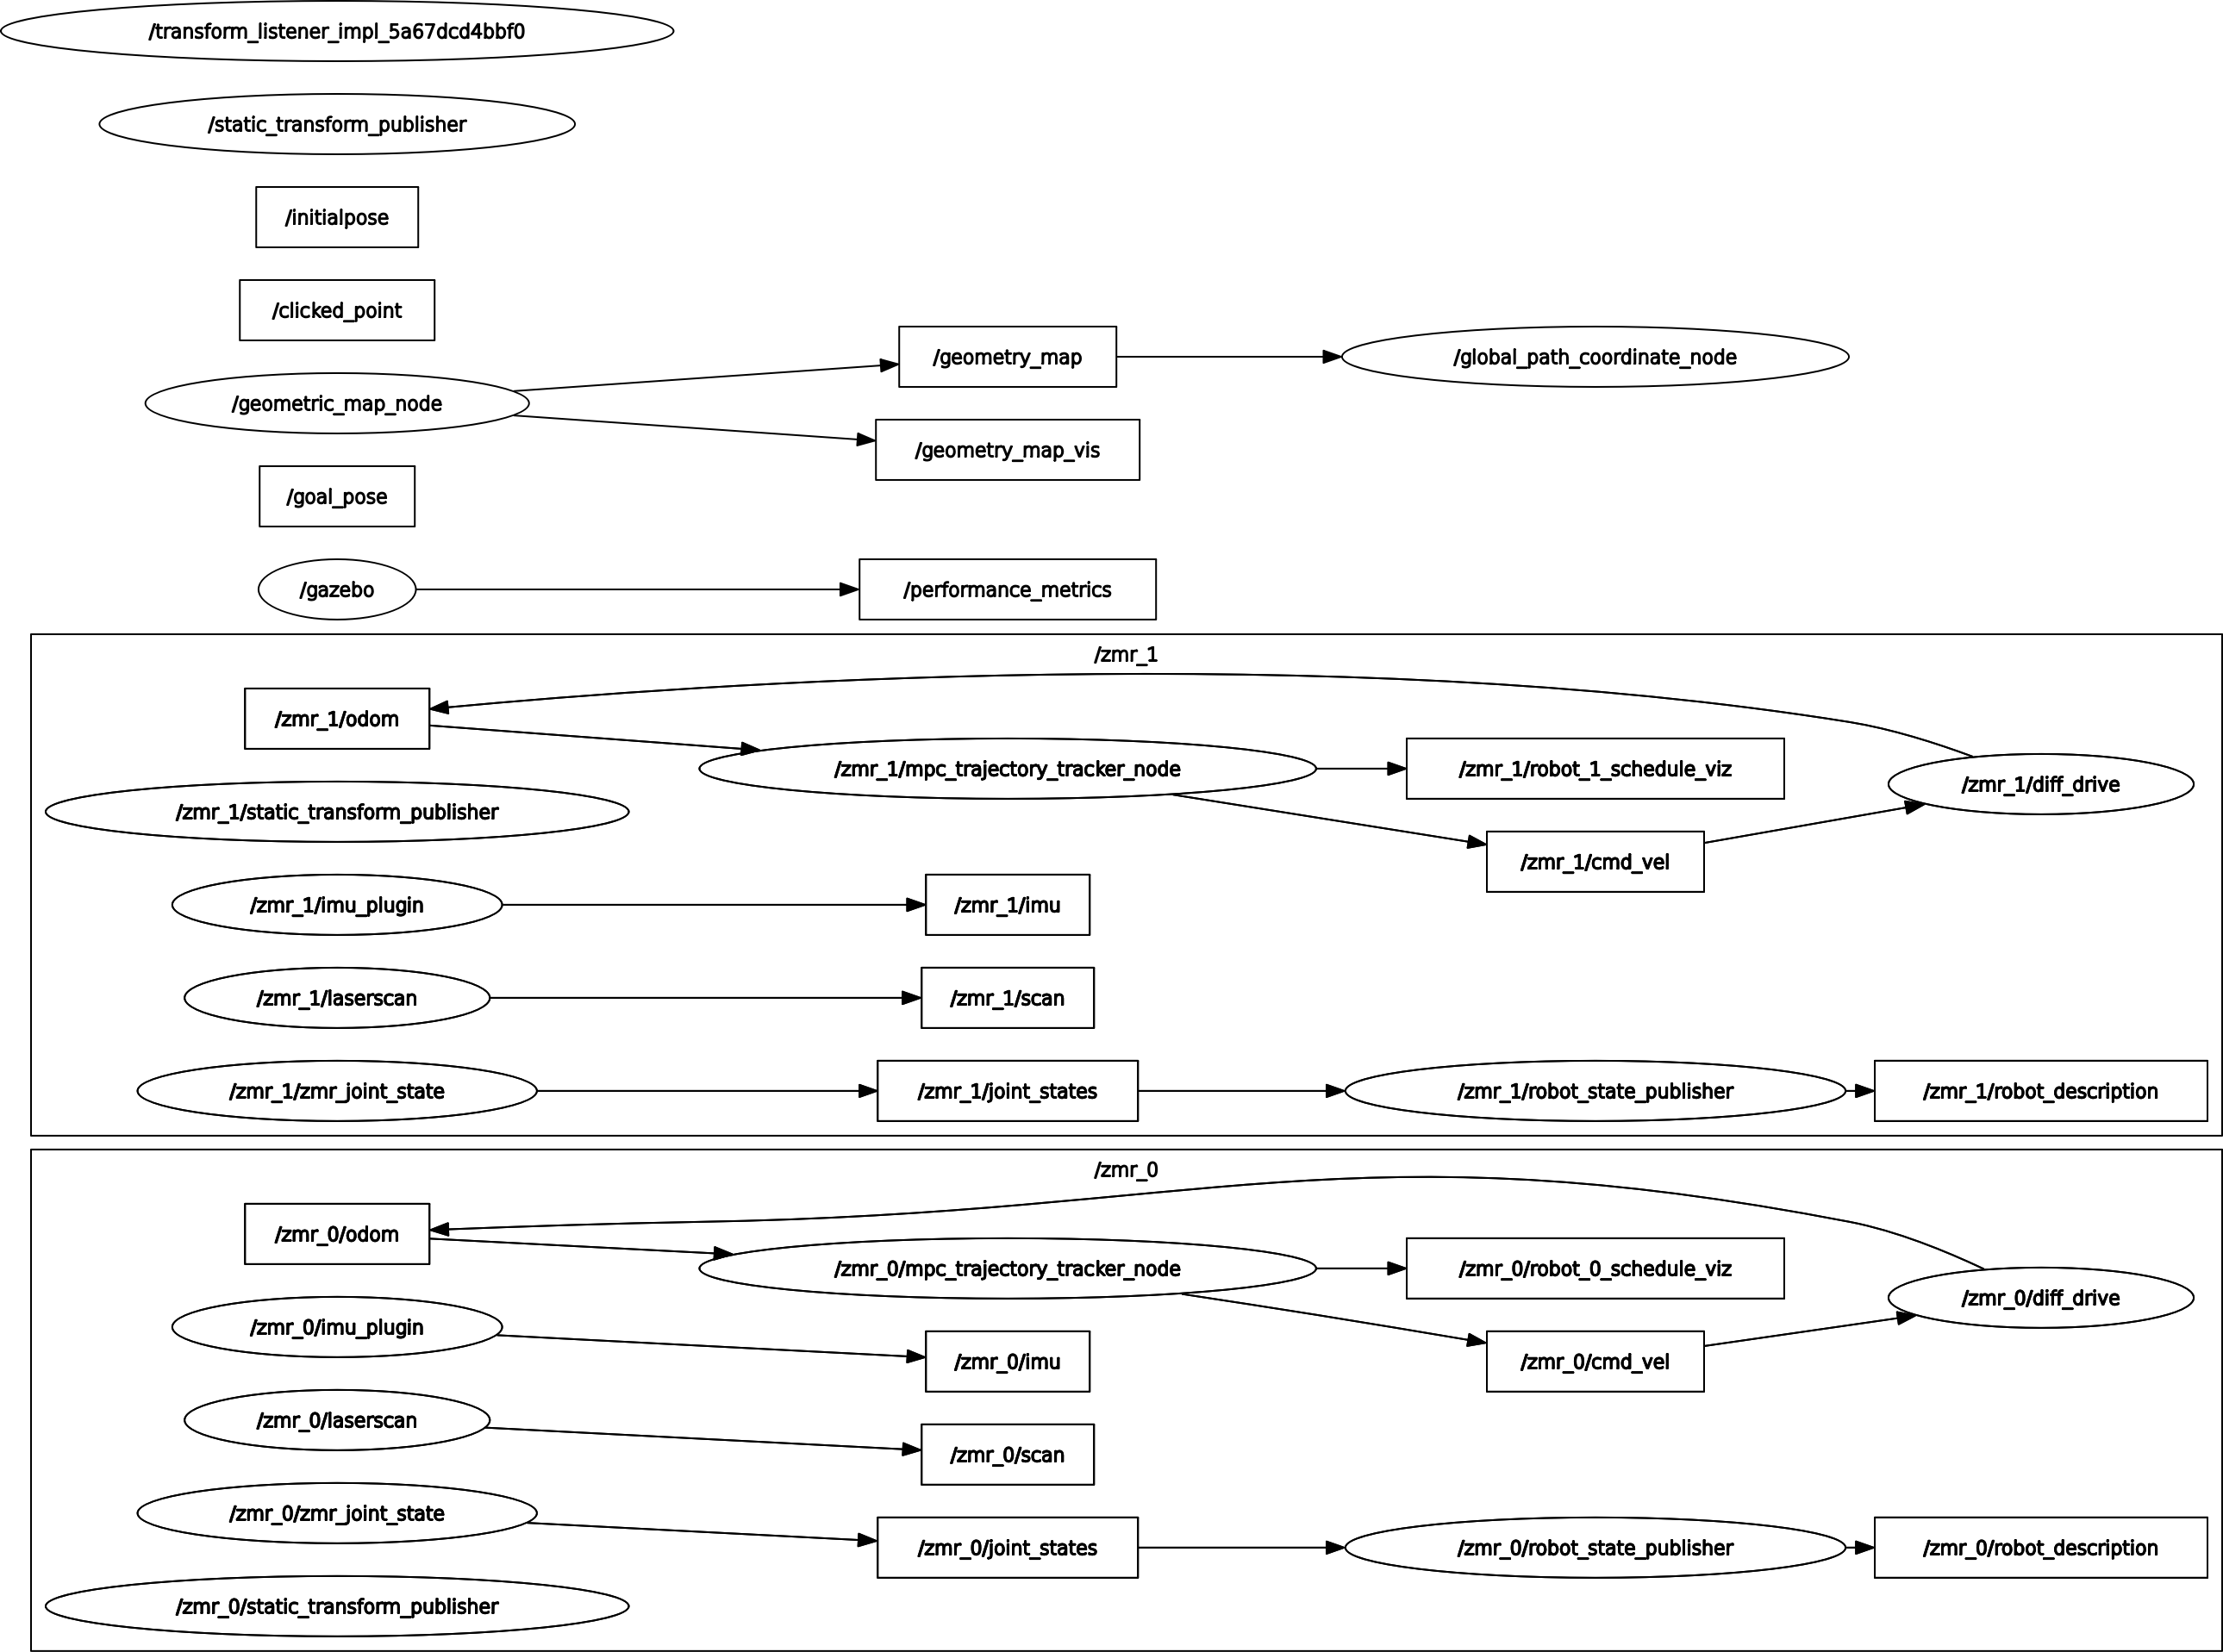 /transform_listener_impl_5a67dcd4bbf0
/static_transform_publisher
/initialpose
/clicked_point
/geometry_map
/global_path_coordinate_node
/geometric_map_node
/geometry_map_vis
/goal_pose
/gazebo
/performance_metrics
/zmr_1
/zmr_1/odom
/zmr_1/mpc_trajectory_tracker_node
/zmr_1/robot_1_schedule_viz
/zmr_1/diff_drive
/zmr_1/static_transform_publisher
/zmr_1/cmd_vel
/zmr_1/imu_plugin
/zmr_1/imu
/zmr_1/laserscan
/zmr_1/scan
/zmr_1/zmr_joint_state
/zmr_1/joint_states
/zmr_1/robot_state_publisher
/zmr_1/robot_description
/zmr_0
/zmr_0/odom
/zmr_0/mpc_trajectory_tracker_node
/zmr_0/robot_0_schedule_viz
/zmr_0/diff_drive
/zmr_0/imu_plugin
/zmr_0/imu
/zmr_0/cmd_vel
/zmr_0/laserscan
/zmr_0/scan
/zmr_0/zmr_joint_state
/zmr_0/joint_states
/zmr_0/robot_state_publisher
/zmr_0/robot_description
/zmr_0/static_transform_publisher